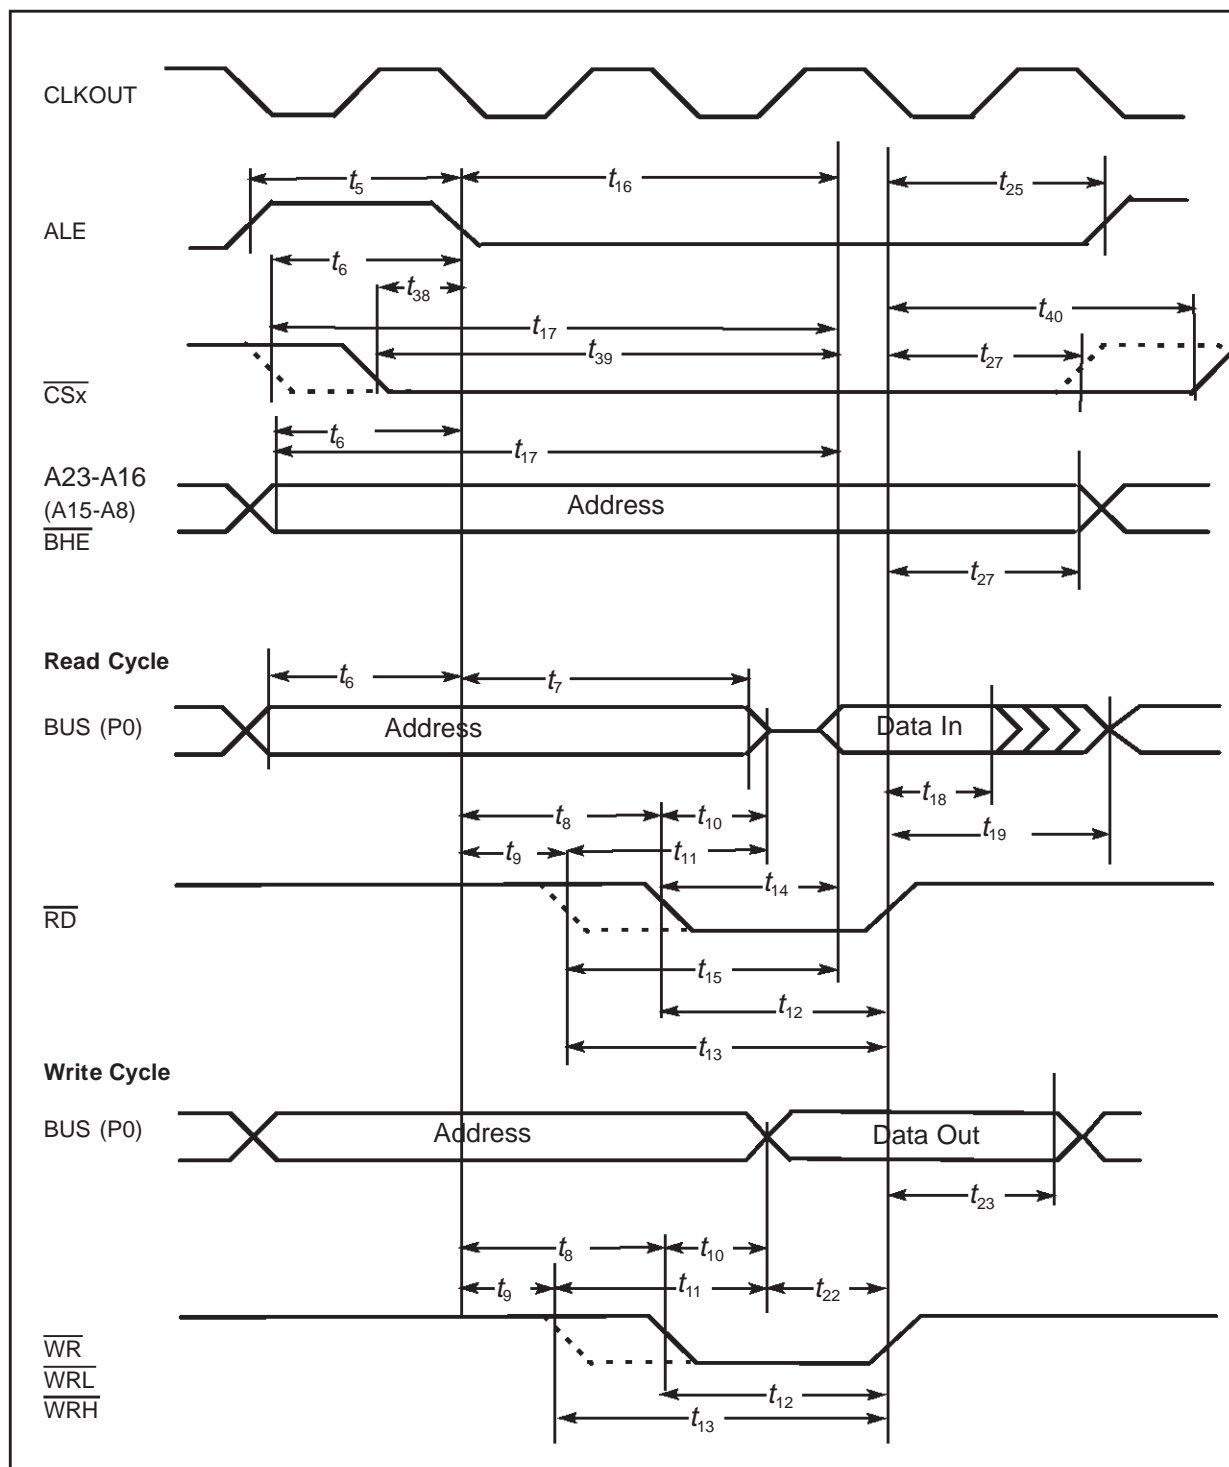 CLKOUT
t5 t16 t25
ALE
t6
t38
t40
t17
t39 t27
CSx
t6
t17
A23-A16
(A15-A8) Address
BHE
t27
Read Cycle
t6 t7
BUS (P0) Address Data In
t18
t8 t10 t19
t9 t11
t14
RD
t15
t12
t13
Write Cycle
BUS (P0) Address Data Out
t23
t8 t10
t9 t11 t22
WR
WRL
t12
WRH
t13